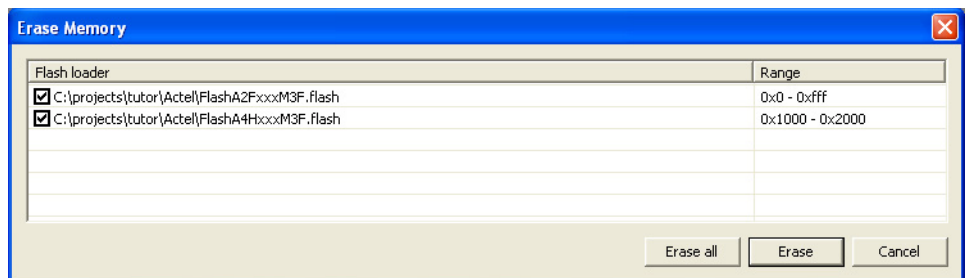 Erase Memory
Flash loader Range
C:\projects\tutor\Actel\FlashA2FxxxM3F.flash 0x0 - 0xfff
C:\projects\tutor\Actel\FlashA4HxxxM3F.flash 0x1000 - 0x2000
Erase all Erase Cancel